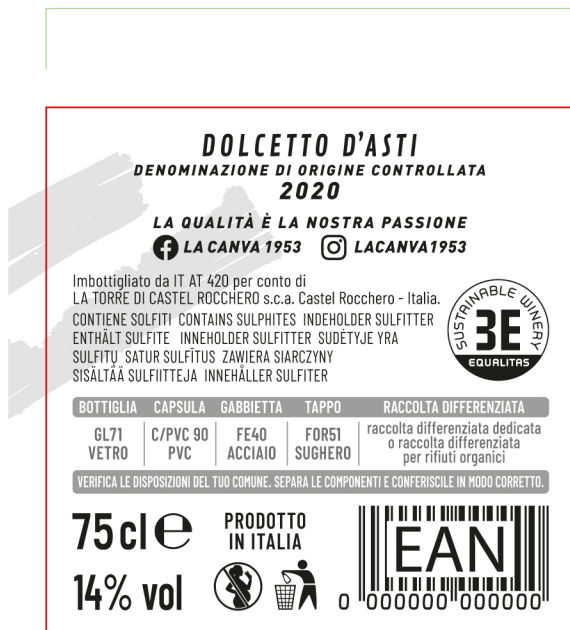 DOLCETTO D'ASTI
DENOMINAZIONE DI ORIGINE CONTROLLATA
2020
LA QUALITÀ È LA NOSTRA PASSIONE
LA CANVA 1953 LACANVA1953
Imbottigliato da IT AT 420 per conto di
LA TORRE DI CASTEL ROCCHERO s.c.a. Castel Rocchero - Italia.
CONTIENE SOLFITI CONTAINS SULPHITES INDEHOLDER SULFITTER
ENTHÄLT SULFITE INNEHOLDER SULFITTER SUDĖTYJE YRA
SULFITŲ SATUR SULFĪTUS ZAWIERA SIARCZYNY
SISÄLTÄÄ SULFIITTEJA INNEHÅLLER SULFITER
SUSTAINABLE WINERY
3E
EQUALITAS
BOTTIGLIA CAPSULA GABBIETTA TAPPO RACCOLTA DIFFERENZIATA
GL71 C/PVC 90 FE40 FOR51 raccolta differenziata dedicata
VETRO PVC ACCIAIO SUGHERO o raccolta differenziata
per rifiuti organici
VERIFICA LE DISPOSIZIONI DEL TUO COMUNE. SEPARA LE COMPONENTI E CONFERISCILE IN MODO CORRETTO.
75 cl e PRODOTTO
IN ITALIA
EAN
14% vol
0 000000 000000